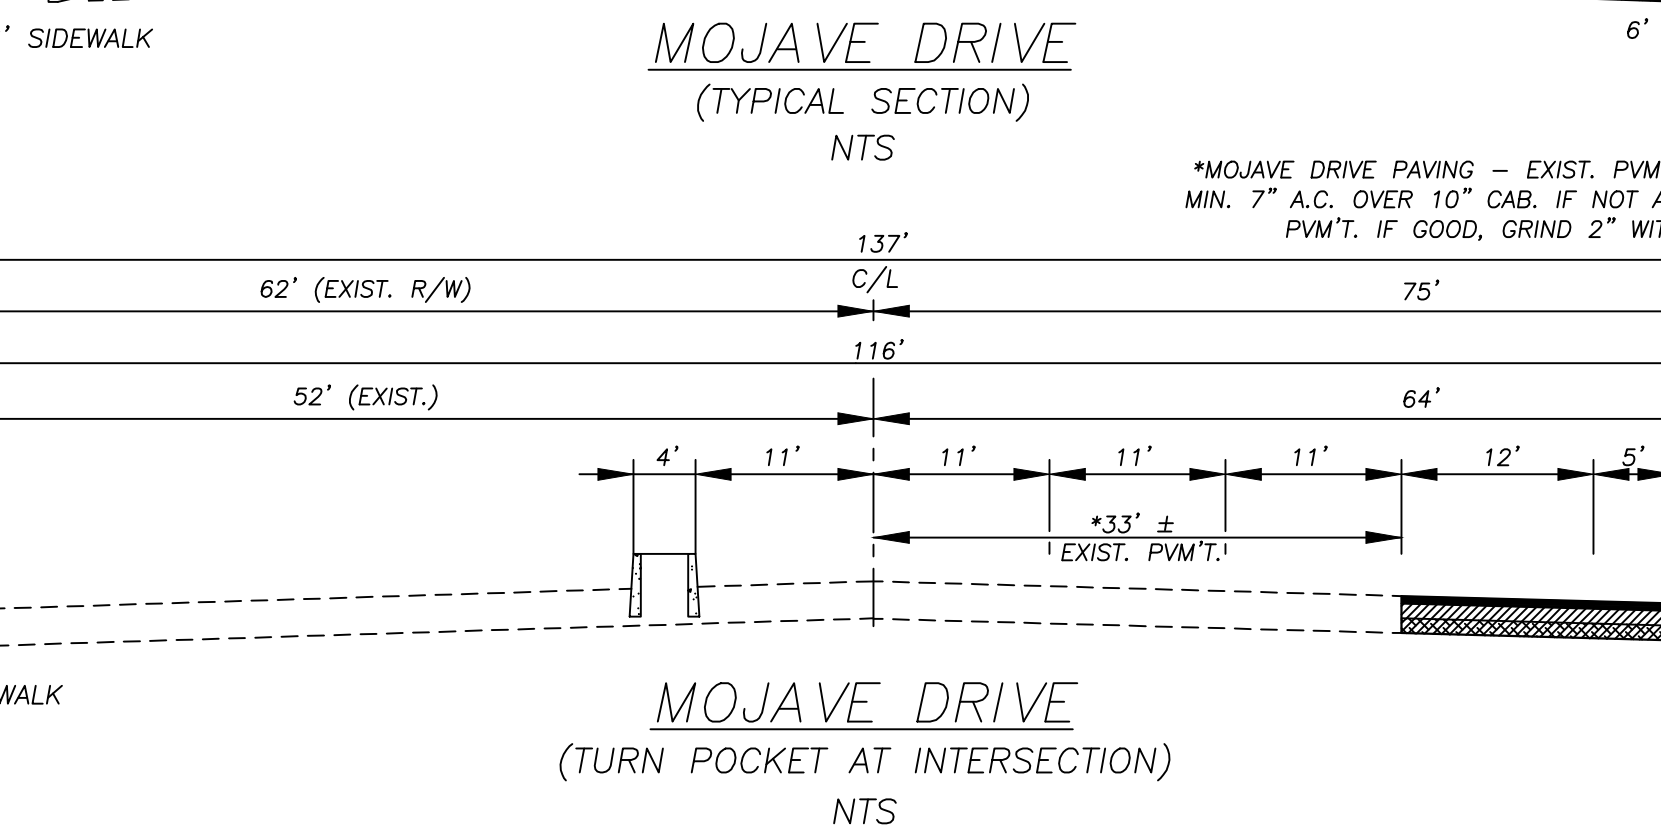 ' SIDEWALK
MOJAVE DRIVE
(TYPICAL SECTION)
NTS
6'
*MOJAVE DRIVE PAVING – EXIST. PVM
MIN. 7" A.C. OVER 10" CAB. IF NOT A
PVM'T. IF GOOD, GRIND 2" WIT
137'
C/L
62' (EXIST. R/W)
75'
116'
52' (EXIST.)
64'
4' 11' 11' 11' 11' 12' 5'
*33' ±
EXIST. PVM'T.
WALK
MOJAVE DRIVE
(TURN POCKET AT INTERSECTION)
NTS